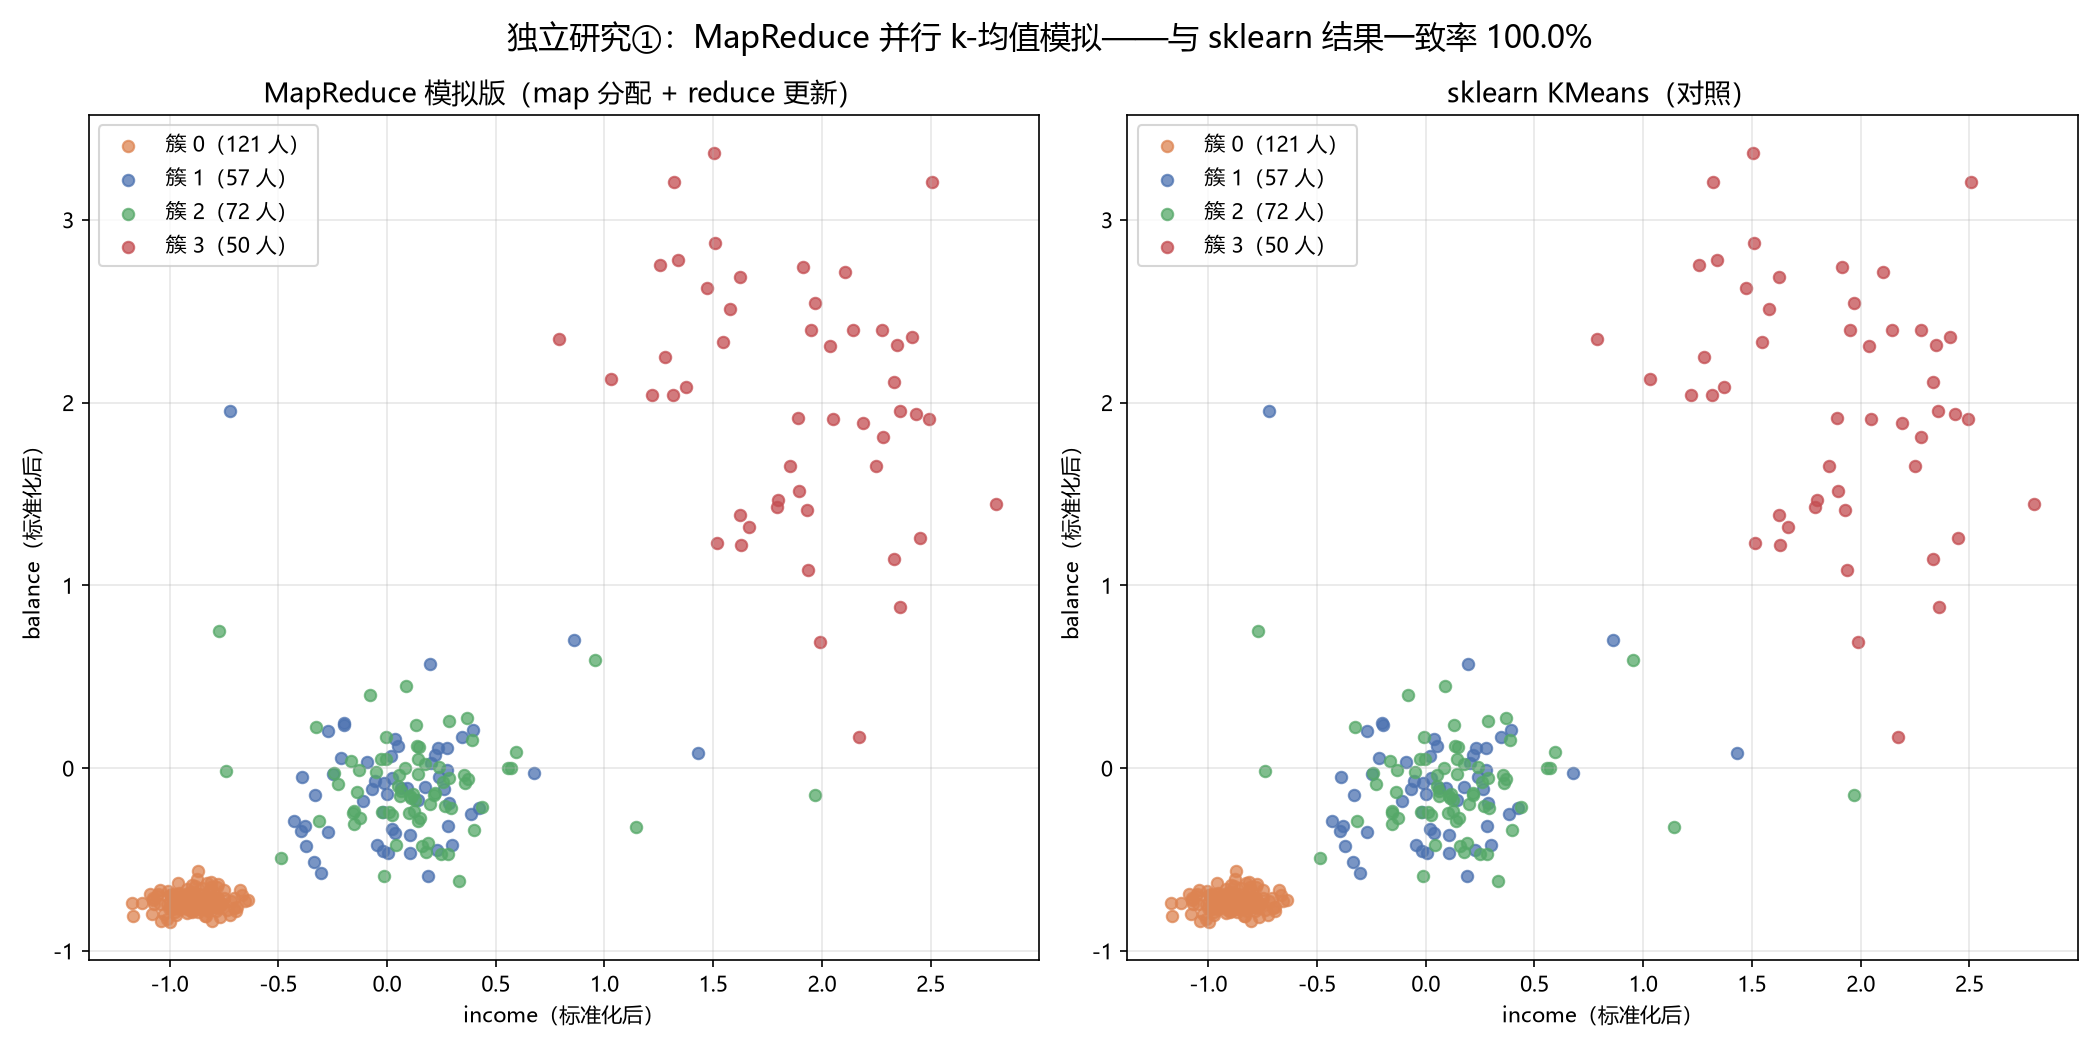 独立研究①：MapReduce 并行 k-均值模拟——与 sklearn 结果一致率 100.0%
MapReduce 模拟版（map 分配 + reduce 更新）
簇 0（121 人）
簇 1（57 人）
簇 2（72 人）
簇 3（50 人）
balance（标准化后）
3
2
1
0
-1
-1.0
-0.5
0.0
0.5
1.0
1.5
2.0
2.5
income（标准化后）
sklearn KMeans（对照）
簇 0（121 人）
簇 1（57 人）
簇 2（72 人）
簇 3（50 人）
balance（标准化后）
3
2
1
0
-1
-1.0
-0.5
0.0
0.5
1.0
1.5
2.0
2.5
income（标准化后）